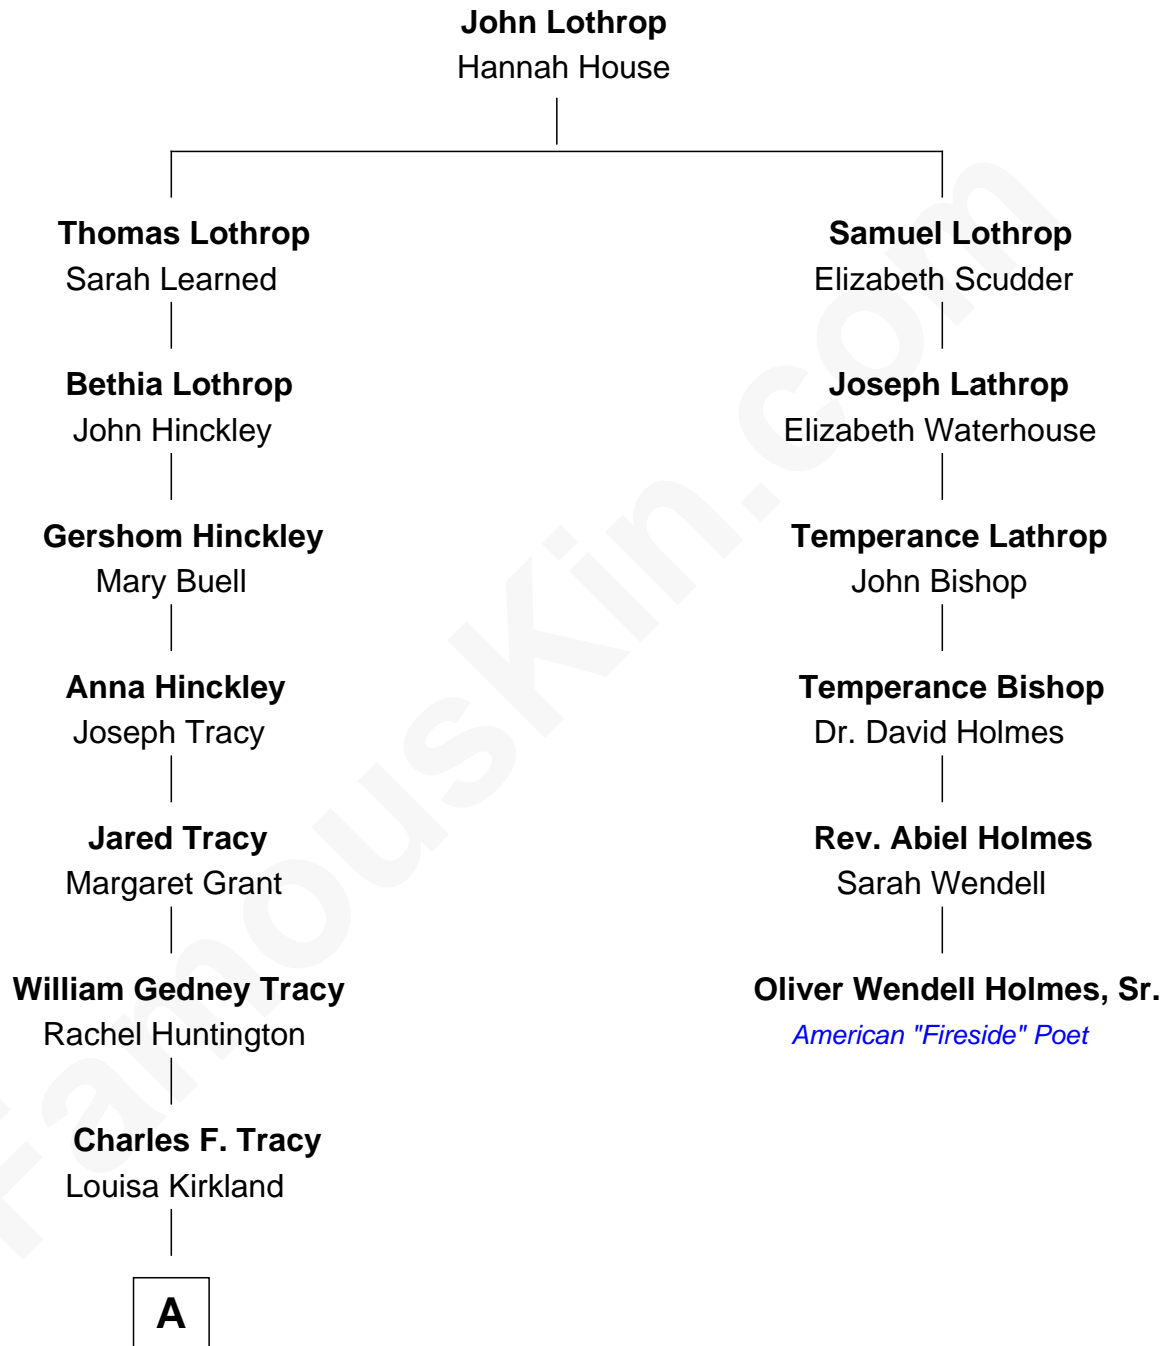 John Lothrop
Hannah House
Thomas Lothrop
Sarah Learned
Bethia Lothrop
John Hinckley
Gershom Hinckley
Mary Buell
Anna Hinckley
Joseph Tracy
Jared Tracy
Margaret Grant
William Gedney Tracy
Rachel Huntington
Charles F. Tracy
Louisa Kirkland
A
Samuel Lothrop
Elizabeth Scudder
Joseph Lathrop
Elizabeth Waterhouse
Temperance Lathrop
John Bishop
Temperance Bishop
Dr. David Holmes
Rev. Abiel Holmes
Sarah Wendell
Oliver Wendell Holmes, Sr.
American "Fireside" Poet
FamousKin.com